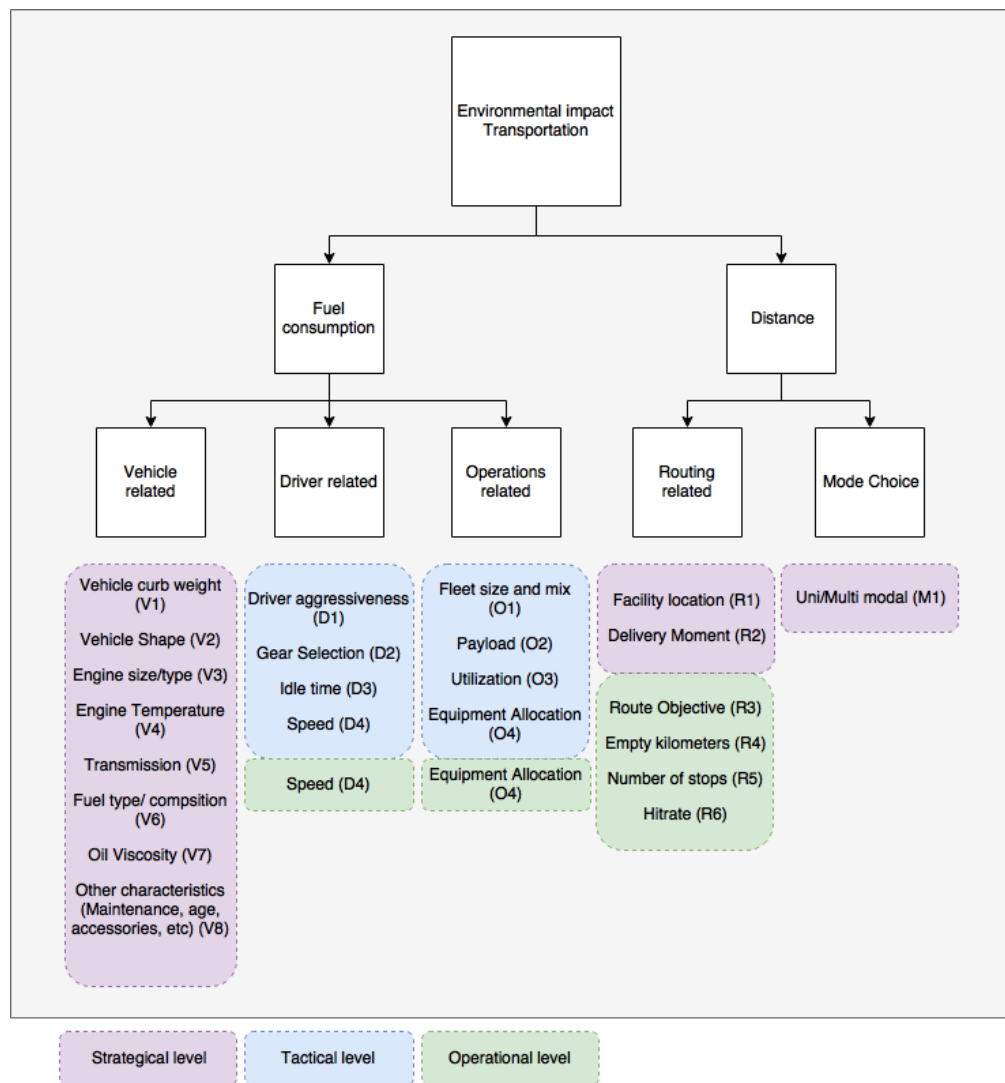 Environmental impact
Transportation
Fuel
consumption
Distance
Vehicle
related
Driver related
Operations
related
Routing
related
Mode Choice
Vehicle curb weight
(V1)
Vehicle Shape (V2)
Engine size/type (V3)
Engine Temperature
(V4)
Transmission (V5)
Fuel type/ compsition
(V6)
Oil Viscosity (V7)
Other characteristics
(Maintenance, age,
accessories, etc) (V8)
Driver aggressiveness
(D1)
Gear Selection (D2)
Idle time (D3)
Speed (D4)
Speed (D4)
Fleet size and mix
(O1)
Payload (O2)
Utilization (O3)
Equipment Allocation
(O4)
Equipment Allocation
(O4)
Facility location (R1)
Delivery Moment (R2)
Route Objective (R3)
Empty kilometers (R4)
Number of stops (R5)
Hitrate (R6)
Uni/Multi modal (M1)
Strategical level
Tactical level
Operational level